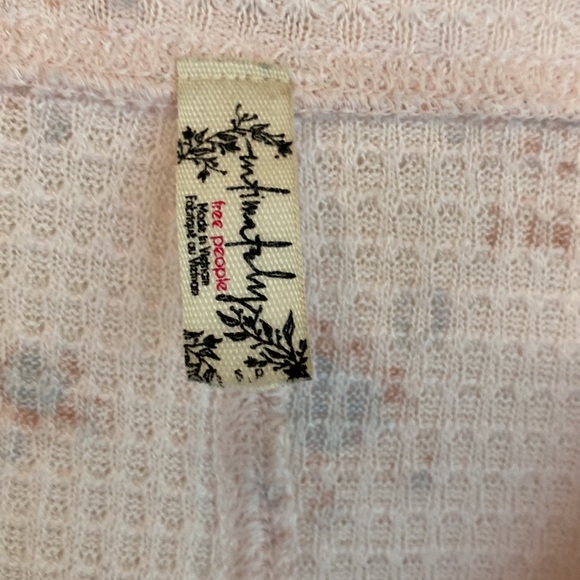 intimately
free people
Made in Vietnam
Fabriqué au Vietnam